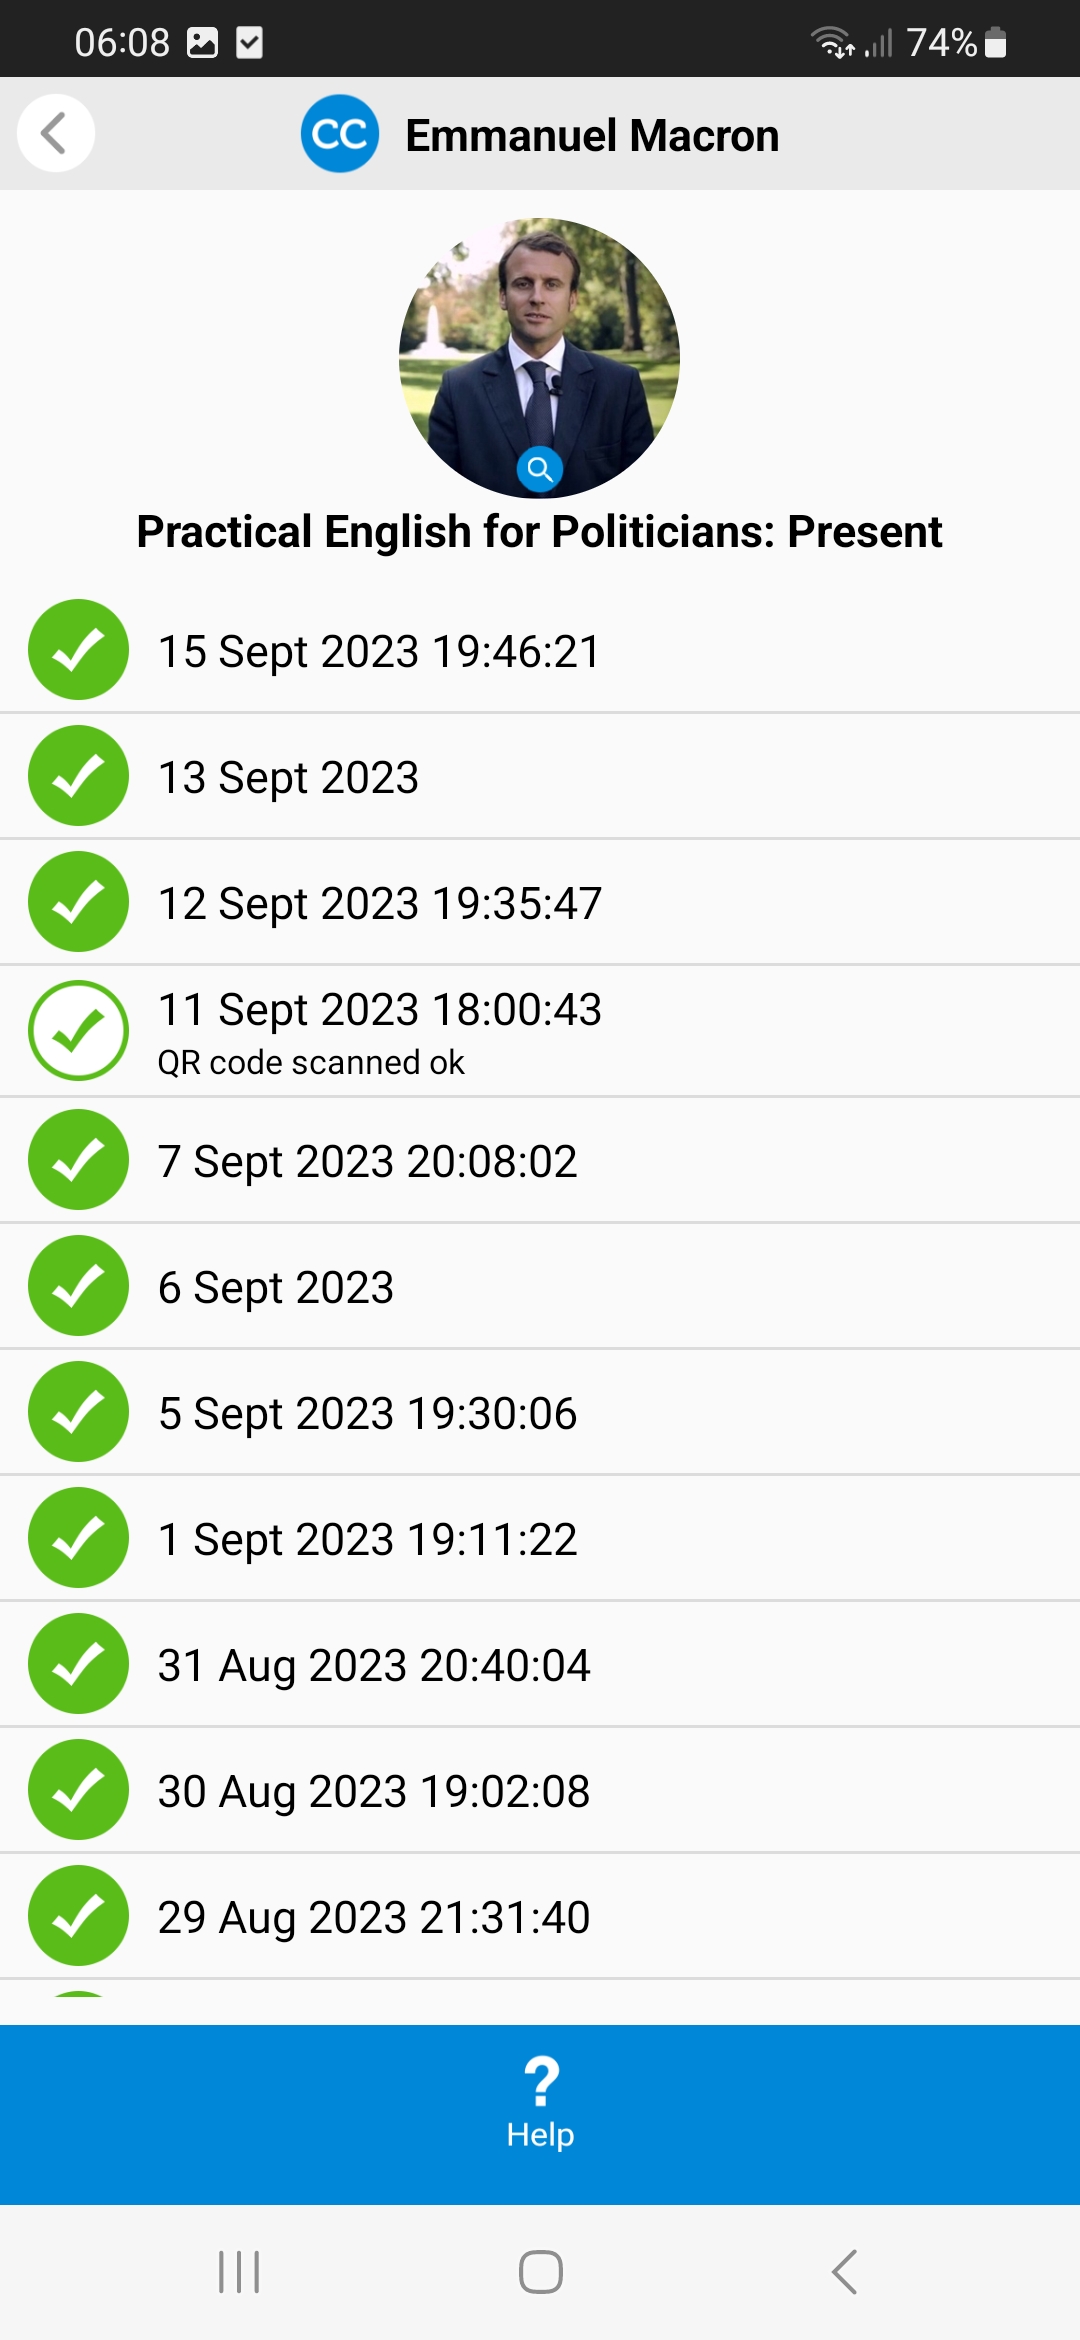 06:08 74%
CC Emmanuel Macron
Practical English for Politicians: Present
15 Sept 2023 19:46:21
13 Sept 2023
12 Sept 2023 19:35:47
11 Sept 2023 18:00:43
QR code scanned ok
7 Sept 2023 20:08:02
6 Sept 2023
5 Sept 2023 19:30:06
1 Sept 2023 19:11:22
31 Aug 2023 20:40:04
30 Aug 2023 19:02:08
29 Aug 2023 21:31:40
?
Help